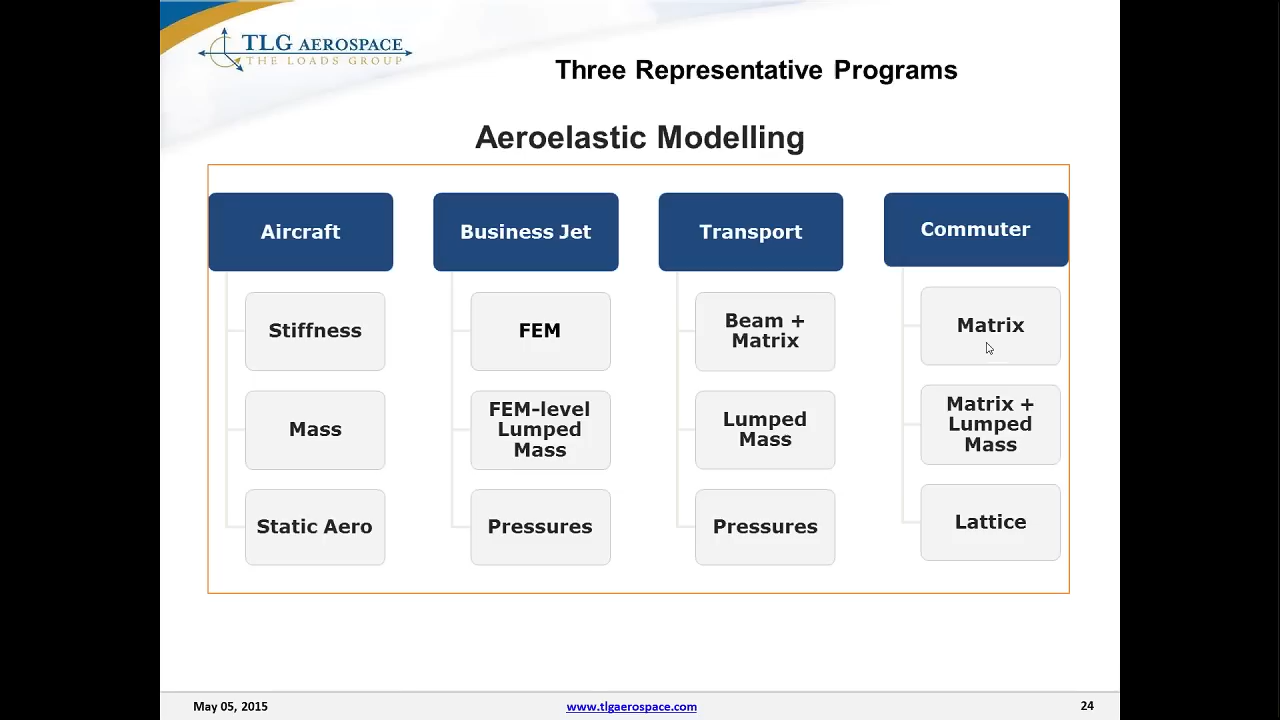 TLG AEROSPACE
THE LOADS GROUP
Three Representative Programs
Aeroelastic Modelling
Aircraft
Stiffness
Mass
Static Aero
Business Jet
FEM
FEM-level
Lumped
Mass
Pressures
Transport
Beam +
Matrix
Lumped
Mass
Pressures
Commuter
Matrix
Matrix +
Lumped
Mass
Lattice
May 05, 2015
www.tlgaerospace.com
24